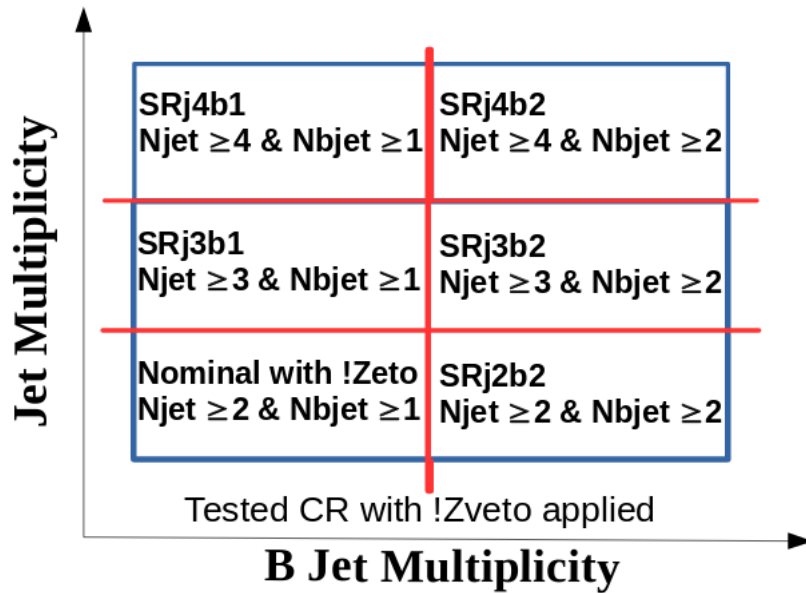 Jet Multiplicity
SRj4b1
Njet ≥4 & Nbjet ≥1
SRj4b2
Njet ≥4 & Nbjet ≥2
SRj3b1
Njet ≥3 & Nbjet ≥1
SRj3b2
Njet ≥3 & Nbjet ≥2
Nominal with !Zeto
Njet ≥2 & Nbjet ≥1
SRj2b2
Njet ≥2 & Nbjet ≥2
Tested CR with !Zveto applied
B Jet Multiplicity